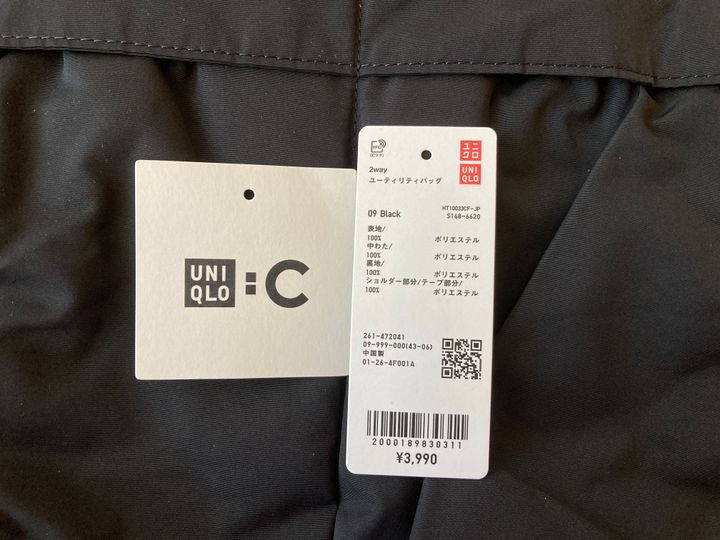 UNI
QLO : C
2way
ユーティリティバッグ
ユニ
クロ
UNI
QLO
09 Black
HT10033CF-JP
S168-6620
表地/
100% ポリエステル
中わた/
100% ポリエステル
裏地/
100% ポリエステル
ショルダー部分/テープ部分/
100% ポリエステル
261-472041
09-999-000(43-06)
中国製
01-26-4F001A
2000189830311
¥3,990